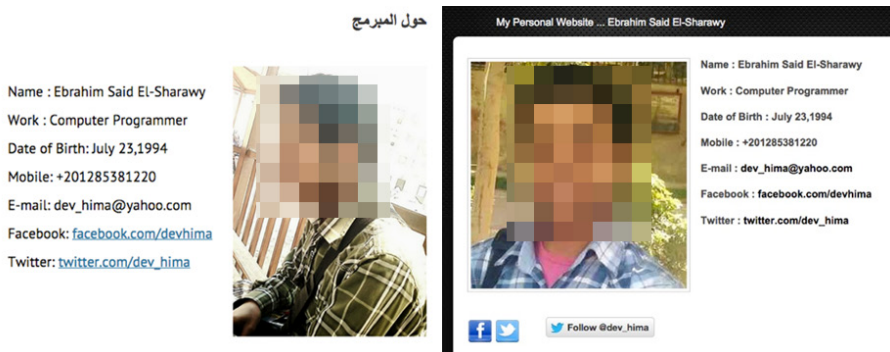 حول المبرمج
Name : Ebrahim Said El-Sharawy
Work : Computer Programmer
Date of Birth: July 23,1994
Mobile: +201285381220
E-mail: dev_hima@yahoo.com
Facebook: facebook.com/devhima
Twitter: twitter.com/dev_hima
My Personal Website ... Ebrahim Said El-Sharawy
Name : Ebrahim Said El-Sharawy
Work : Computer Programmer
Date of Birth : July 23,1994
Mobile : +201285381220
E-mail : dev_hima@yahoo.com
Facebook : facebook.com/devhima
Twitter : twitter.com/dev_hima
Follow @dev_hima